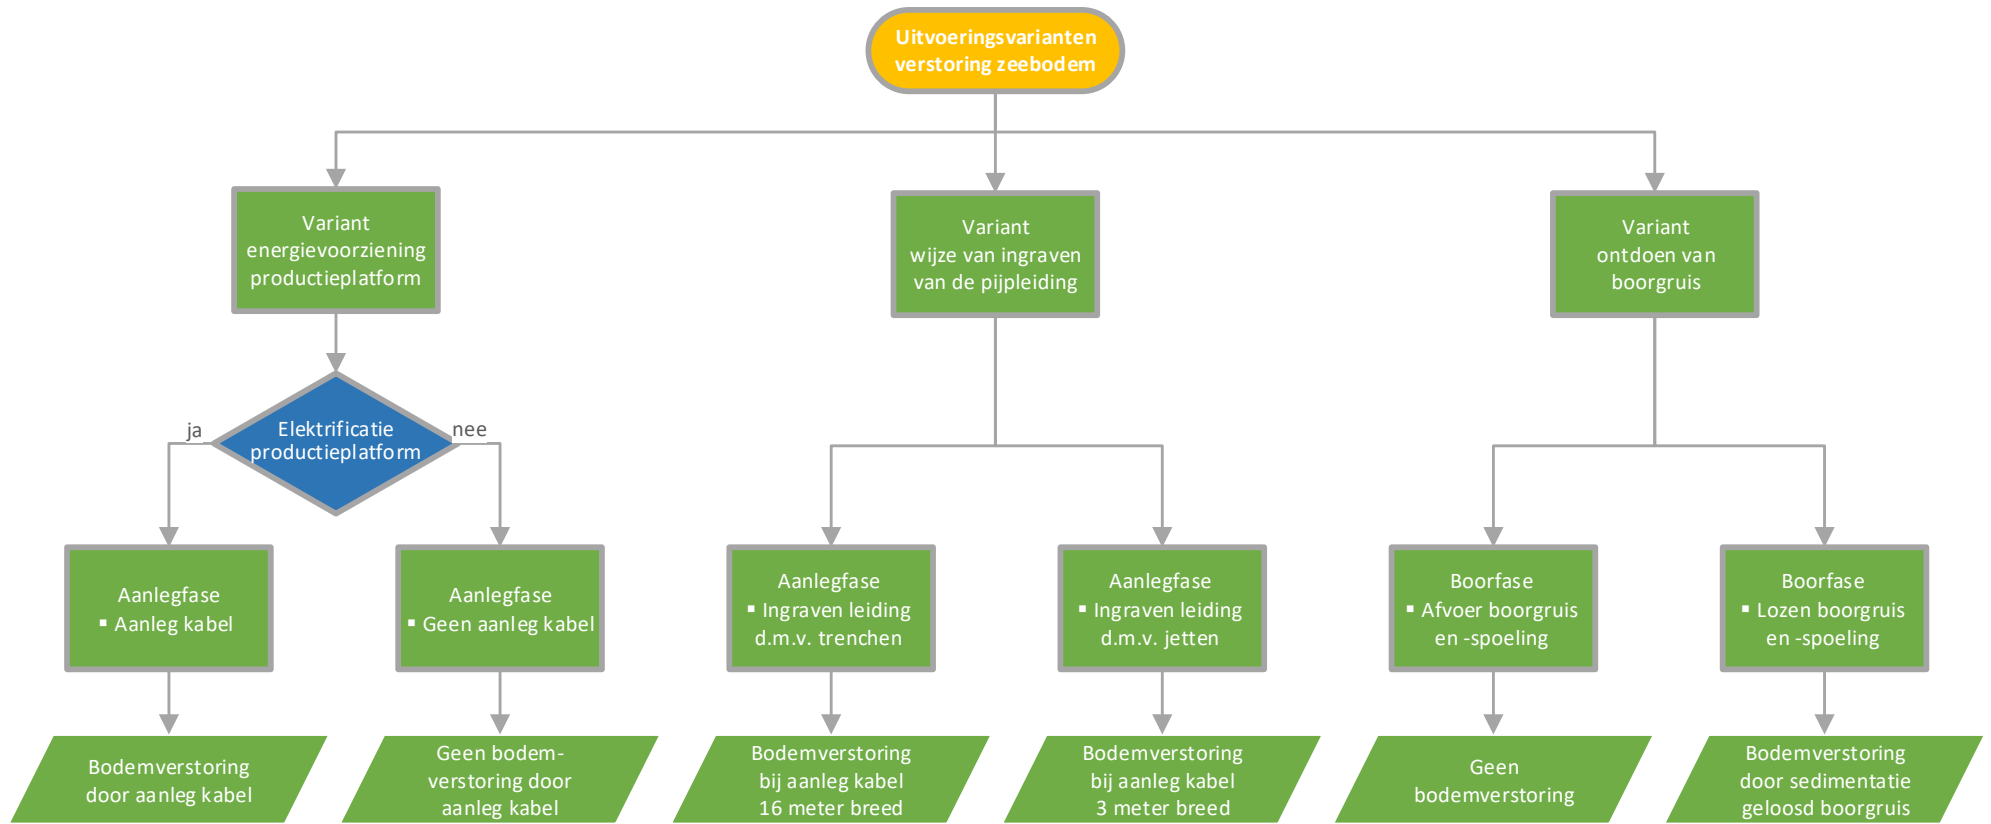 Uitvoeringsvarianten
verstoring zeebodem
Variant
energievoorziening
productieplatform
Variant
wijze van ingraven
van de pijpleiding
Variant
ontdoen van
boorgruis
ja
Elektrificatie
productieplatform
nee
Aanlegfase
▪ Aanleg kabel
Aanlegfase
▪ Geen aanleg kabel
Aanlegfase
▪ Ingraven leiding
d.m.v. trenchen
Aanlegfase
▪ Ingraven leiding
d.m.v. jetten
Boorfase
▪ Afvoer boorgruis
en -spoeling
Boorfase
▪ Lozen boorgruis
en -spoeling
Bodemverstoring
door aanleg kabel
Geen bodem-
verstoring door
aanleg kabel
Bodemverstoring
bij aanleg kabel
16 meter breed
Bodemverstoring
bij aanleg kabel
3 meter breed
Geen
bodemverstoring
Bodemverstoring
door sedimentatie
geloosd boorgruis